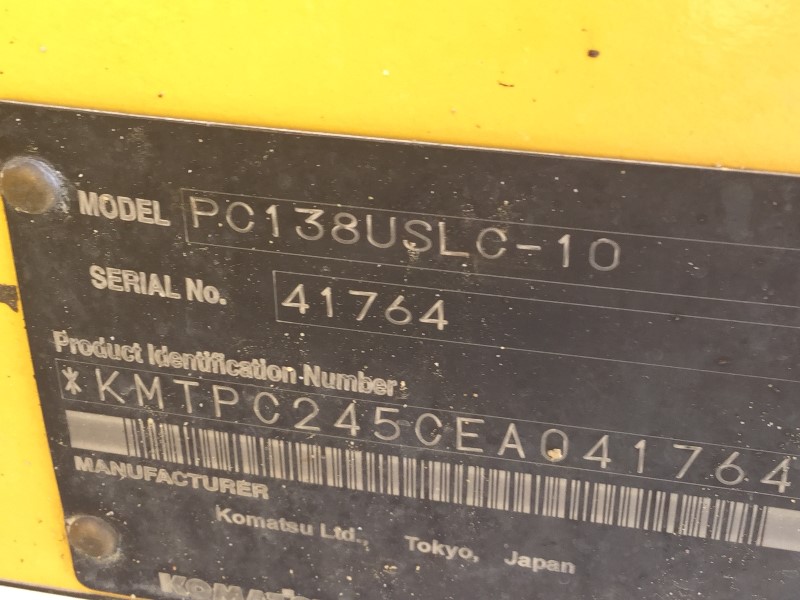 MODEL PC138USLC-10
SERIAL No. 41764
Product Identification Number
*KMTPC245CEA041764
MANUFACTURER
Komatsu Ltd., Tokyo, Japan